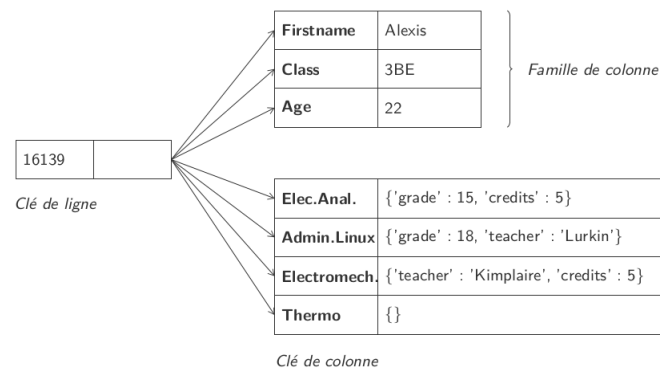 Firstname Alexis
Class 3BE
Age 22
Famille de colonne
16139
Clé de ligne
Elec.Anal. {'grade' : 15, 'credits' : 5}
Admin.Linux {'grade' : 18, 'teacher' : 'Lurkin'}
Electromech. {'teacher' : 'Kimplaire', 'credits' : 5}
Thermo {}
Clé de colonne